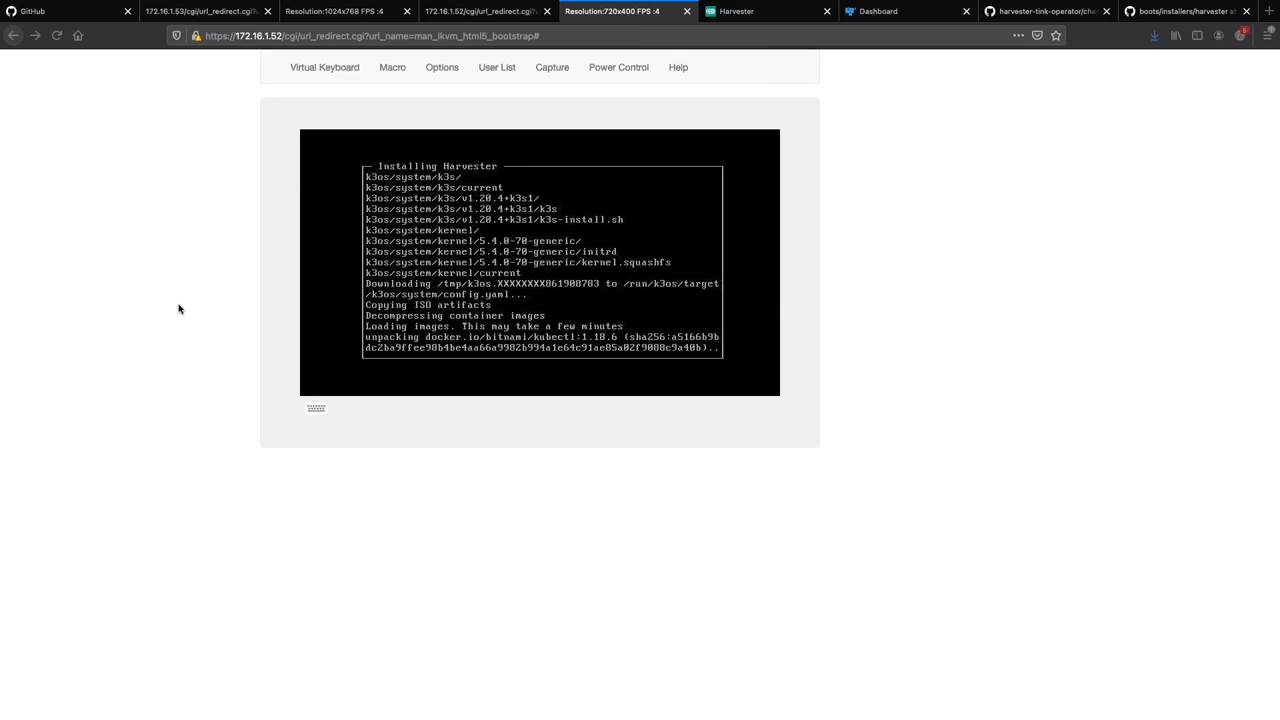 GitHub
172.16.1.53/cgi/url_redirect.cgi?u
Resolution:1024x768 FPS :4
172.16.1.52/cgi/url_redirect.cgi?u
Resolution:720x400 FPS :4
Harvester
Dashboard
harvester-tink-operator/cha
boots/installers/harvester at
https://172.16.1.52/cgi/url_redirect.cgi?url_name=man_ikvm_html5_bootstrap#
Virtual Keyboard Macro Options User List Capture Power Control Help
Installing Harvester
k3os/system/k3s/
k3os/system/k3s/current
k3os/system/k3s/v1.20.4+k3s1/
k3os/system/k3s/v1.20.4+k3s1/k3s
k3os/system/k3s/v1.20.4+k3s1/k3s-install.sh
k3os/system/kernel/
k3os/system/kernel/5.4.0-70-generic/
k3os/system/kernel/5.4.0-70-generic/initrd
k3os/system/kernel/5.4.0-70-generic/kernel.squashfs
k3os/system/kernel/current
Downloading /tmp/k3os.XXXXXXXX861908783 to /run/k3os/target
/k3os/system/config.yaml...
Copying ISO artifacts
Decompressing container images
Loading images. This may take a few minutes
unpacking docker.io/bitnami/kubectl:1.18.6 (sha256:a5166b9b
dc2ba9ffee98b4be4aa66a9982b994a1e64c91ae85a02f9088c9a40b)..